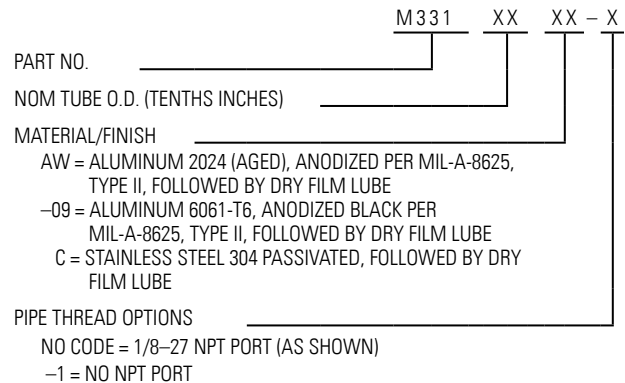 M331 XX XX – X
PART NO.
NOM TUBE O.D. (TENTHS INCHES)
MATERIAL/FINISH
AW = ALUMINUM 2024 (AGED), ANODIZED PER MIL-A-8625,
TYPE II, FOLLOWED BY DRY FILM LUBE
–09 = ALUMINUM 6061-T6, ANODIZED BLACK PER
MIL-A-8625, TYPE II, FOLLOWED BY DRY FILM LUBE
C = STAINLESS STEEL 304 PASSIVATED, FOLLOWED BY DRY
FILM LUBE
PIPE THREAD OPTIONS
NO CODE = 1/8–27 NPT PORT (AS SHOWN)
–1 = NO NPT PORT